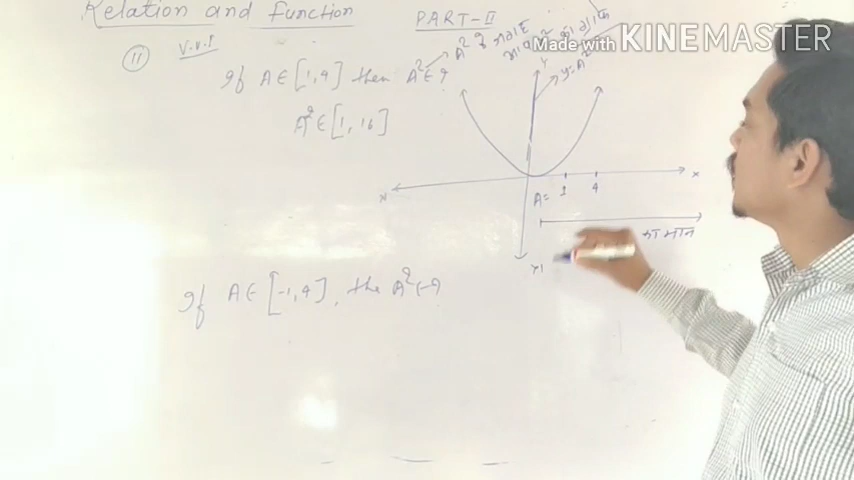 Relation and Function PART-II
Made with KINEMASTER
(11) V.V.I
If A ∈ [1,4] then A² ∈ ?
A² ∈ [1, 16]
Y
y=A²
X
A= 1 4
का मान
Y|
If A ∈ [-1,4], the A² ∈ ?